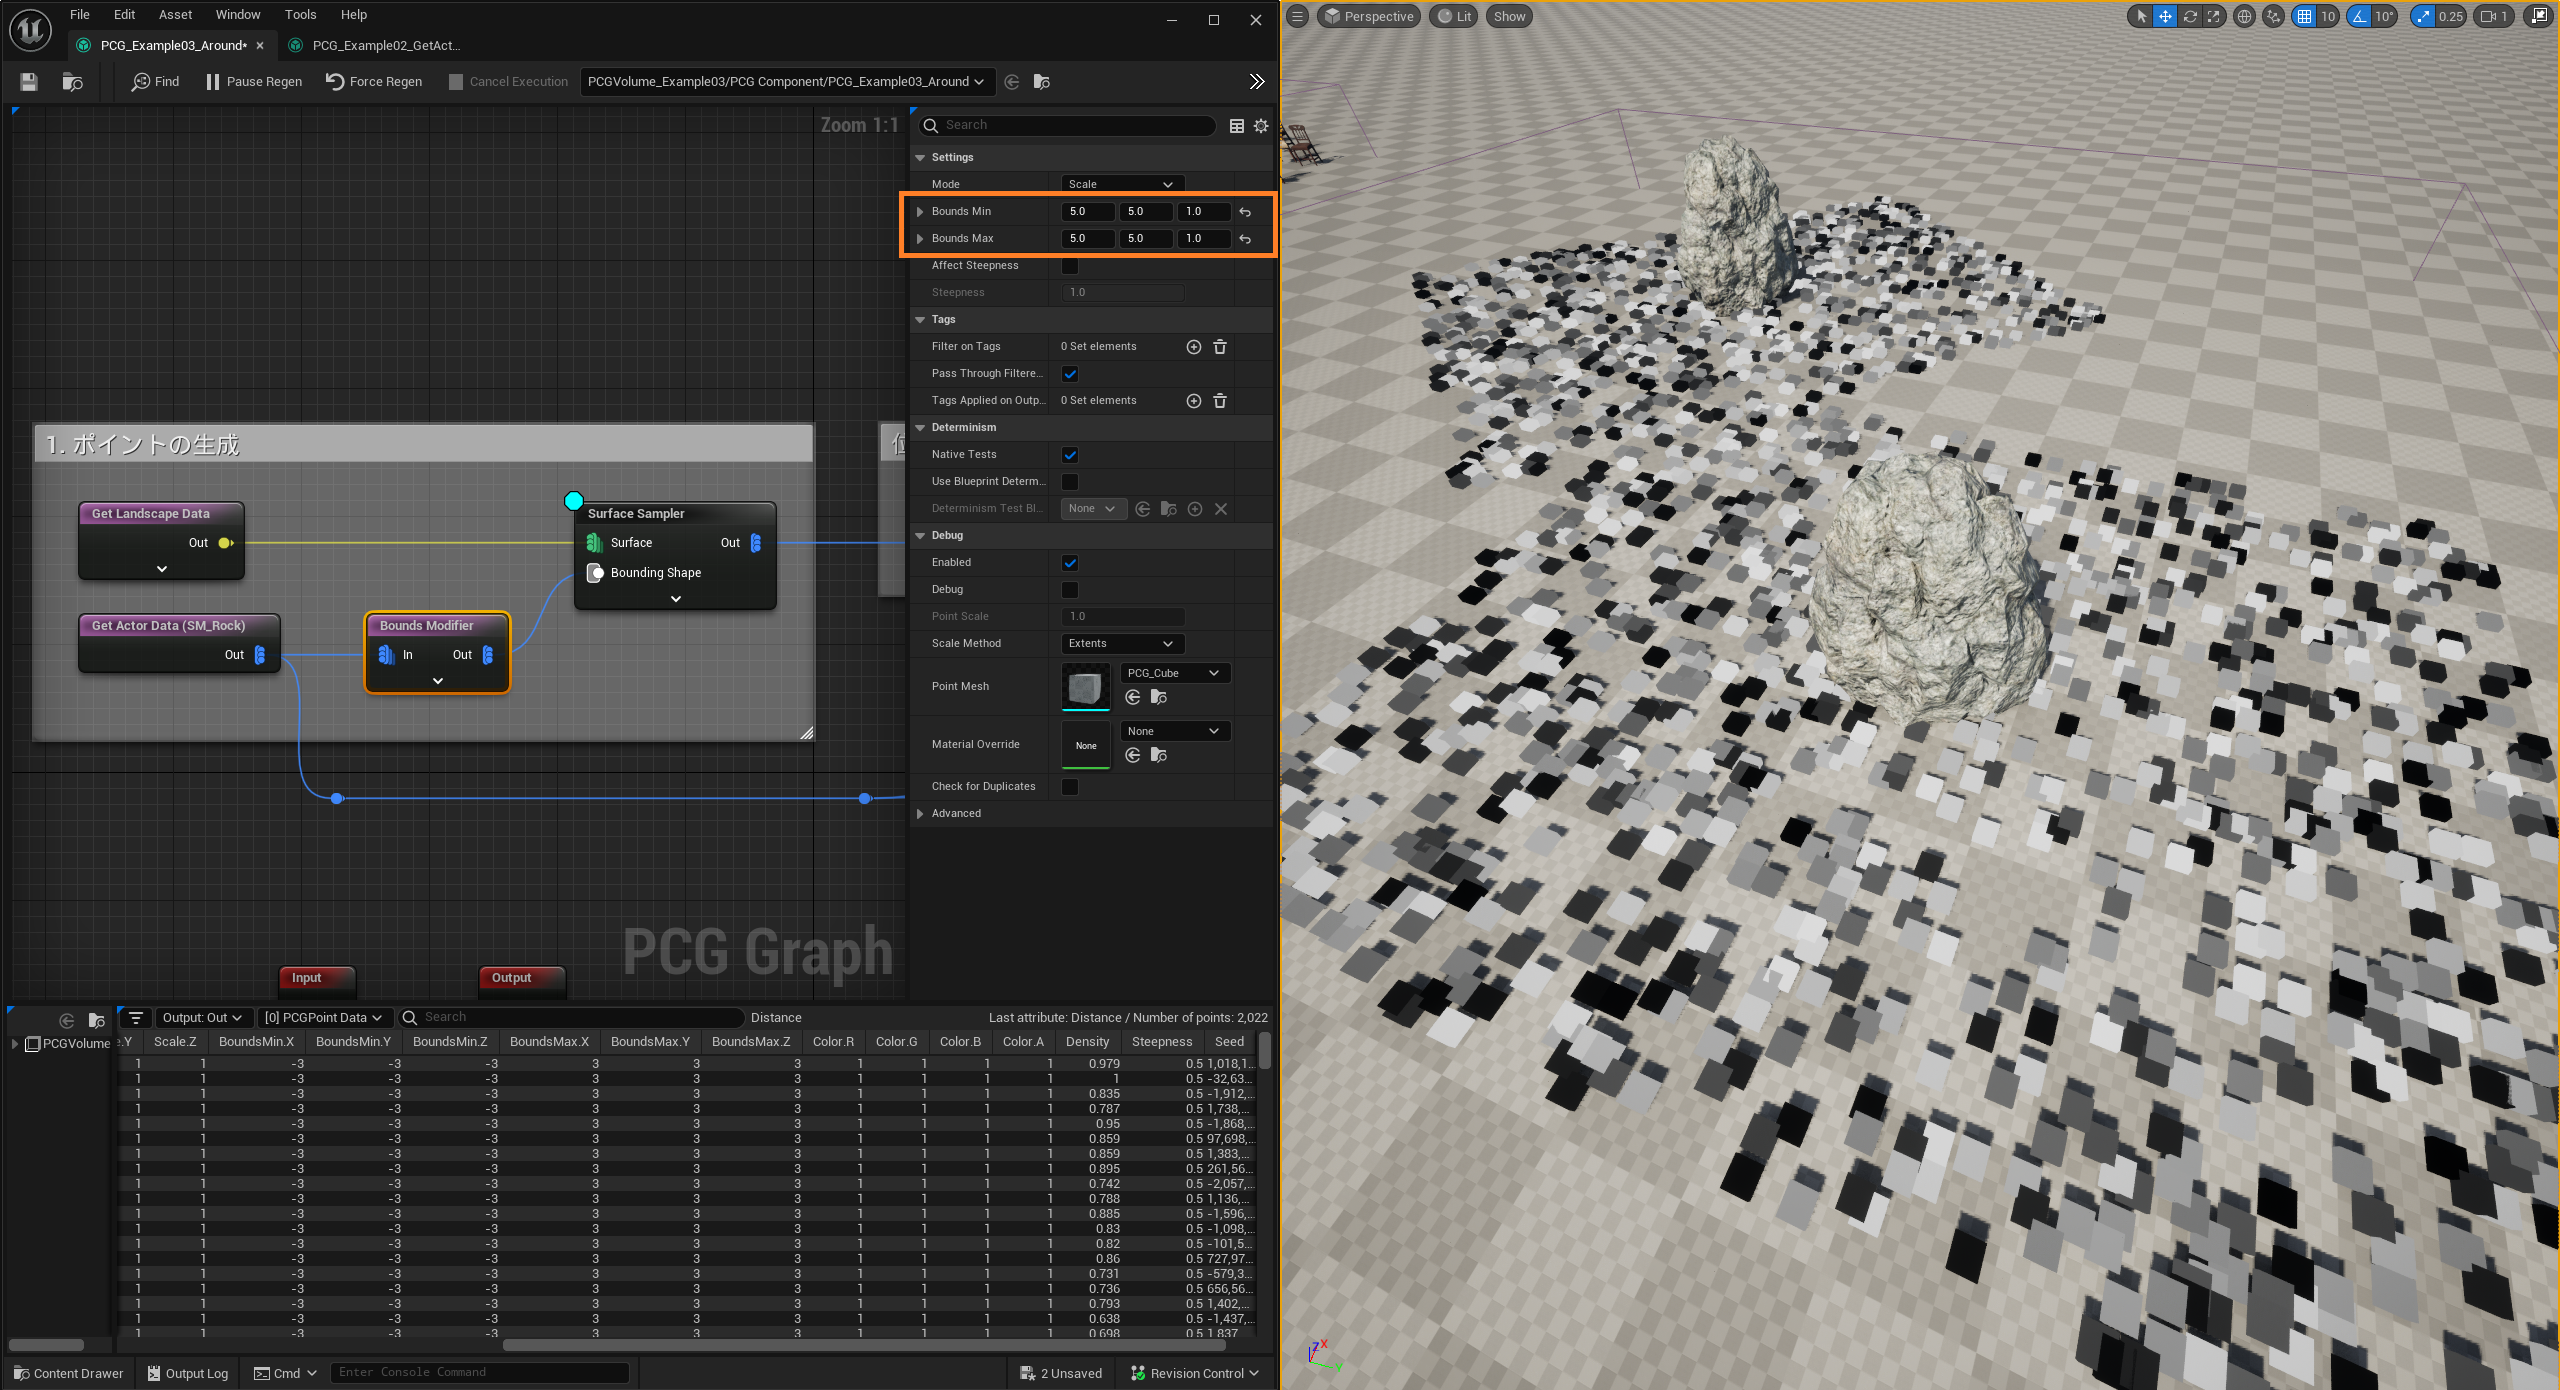 File Edit Asset Window Tools Help
PCG_Example03_Around*
PCG_Example02_GetAct...
Find
Pause Regen
Force Regen
Cancel Execution
PCGVolume_Example03/PCG Component/PCG_Example03_Around
Zoom 1:1
1. ポイントの生成
Get Landscape Data
Out
Surface Sampler
Surface Out
Bounding Shape
Get Actor Data (SM_Rock)
Out
Bounds Modifier
In Out
Input
Output
PCG Graph
Search
Settings
Mode Scale
Bounds Min 5.0 5.0 1.0
Bounds Max 5.0 5.0 1.0
Affect Steepness
Steepness 1.0
Tags
Filter on Tags 0 Set elements
Pass Through Filtere...
Tags Applied on Outp... 0 Set elements
Determinism
Native Tests
Use Blueprint Determ...
Determinism Test Bl... None
Debug
Enabled
Debug
Point Scale 1.0
Scale Method Extents
Point Mesh PCG_Cube
Material Override None None
Check for Duplicates
Advanced
PCGVolume
Output: Out [0] PCGPoint Data Search Distance Last attribute: Distance / Number of points: 2,022
e.Y Scale.Z BoundsMin.X BoundsMin.Y BoundsMin.Z BoundsMax.X BoundsMax.Y BoundsMax.Z Color.R Color.G Color.B Color.A Density Steepness Seed
1 1 -3 -3 -3 3 3 3 1 1 1 1 0.979 0.5 1,018,1...
1 1 -3 -3 -3 3 3 3 1 1 1 1 1 0.5 -32,63...
1 1 -3 -3 -3 3 3 3 1 1 1 1 0.835 0.5 -1,912,...
1 1 -3 -3 -3 3 3 3 1 1 1 1 0.787 0.5 1,738,...
1 1 -3 -3 -3 3 3 3 1 1 1 1 0.95 0.5 -1,868,...
1 1 -3 -3 -3 3 3 3 1 1 1 1 0.859 0.5 97,698,...
1 1 -3 -3 -3 3 3 3 1 1 1 1 0.859 0.5 1,383,...
1 1 -3 -3 -3 3 3 3 1 1 1 1 0.895 0.5 261,56...
1 1 -3 -3 -3 3 3 3 1 1 1 1 0.742 0.5 -2,057,...
1 1 -3 -3 -3 3 3 3 1 1 1 1 0.788 0.5 1,136,...
1 1 -3 -3 -3 3 3 3 1 1 1 1 0.885 0.5 -1,596,...
1 1 -3 -3 -3 3 3 3 1 1 1 1 0.83 0.5 -1,098,...
1 1 -3 -3 -3 3 3 3 1 1 1 1 0.82 0.5 -101,5...
1 1 -3 -3 -3 3 3 3 1 1 1 1 0.86 0.5 727,97...
1 1 -3 -3 -3 3 3 3 1 1 1 1 0.731 0.5 -579,3...
1 1 -3 -3 -3 3 3 3 1 1 1 1 0.736 0.5 656,56...
1 1 -3 -3 -3 3 3 3 1 1 1 1 0.793 0.5 1,402,...
1 1 -3 -3 -3 3 3 3 1 1 1 1 0.638 0.5 -1,437,...
1 1 -3 -3 -3 3 3 3 1 1 1 1 0.698 0.5 1,837
Content Drawer Output Log Cmd Enter Console Command 2 Unsaved Revision Control
Perspective Lit Show 10 10° 0.25 1
Z X